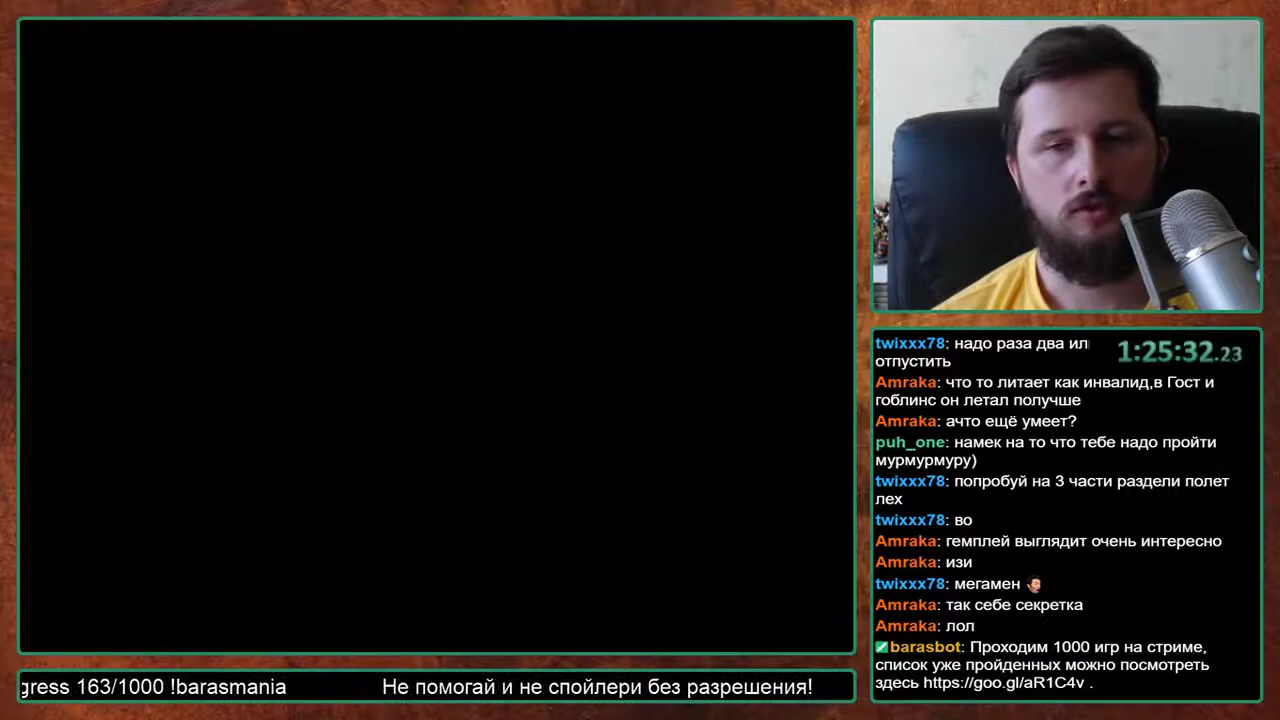 twixxx78: надо раза два ил
1:25:32.23
отпустить
Amraka: что то литает как инвалид,в Гост и
гоблинс он летал получше
Amraka: ачто ещё умеет?
puh_one: намек на то что тебе надо пройти
мурмурмуру)
twixxx78: попробуй на 3 части раздели полет
лех
twixxx78: во
Amraka: гемплей выглядит очень интересно
Amraka: изи
twixxx78: мегамен
Amraka: так себе секретка
Amraka: лол
barasbot: Проходим 1000 игр на стриме,
список уже пройденных можно посмотреть
здесь https://goo.gl/aR1C4v .
gress 163/1000 !barasmania Не помогай и не спойлери без разрешения!